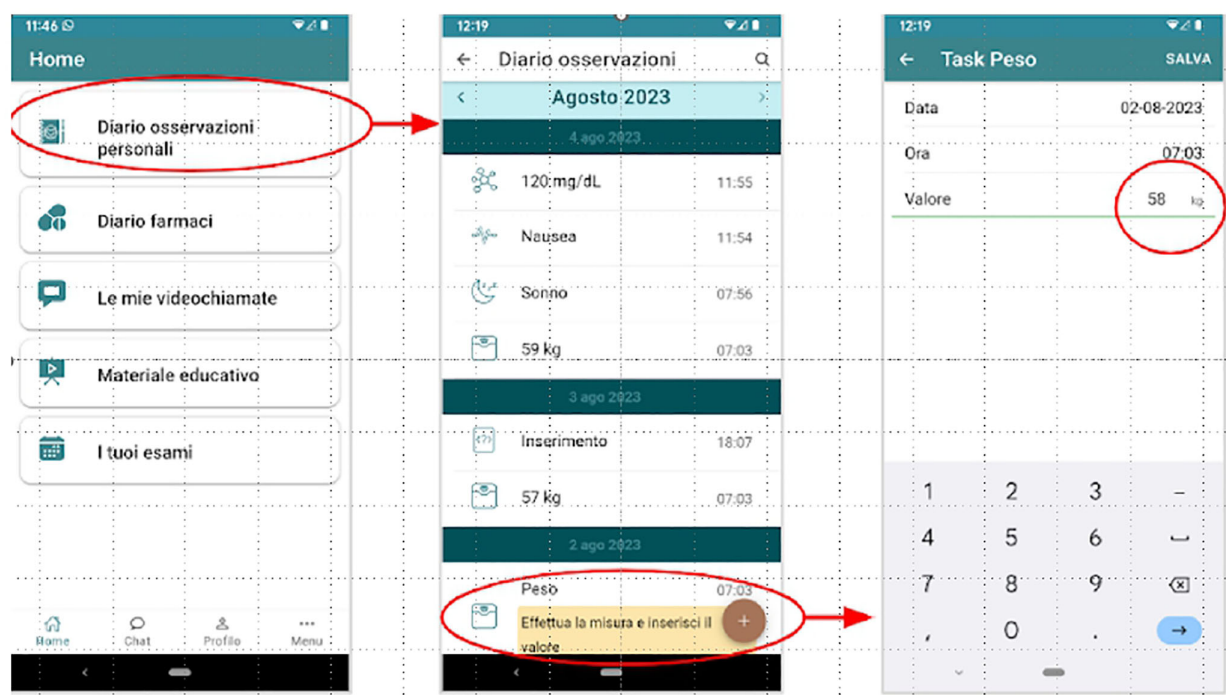 11:46
Home
Diario osservazioni
personali
Diario farmaci
Le mie videochiamate
Materiale educativo
I tuoi esami
Home
Chat
Profilo
Menu
12:19
Diario osservazioni
Agosto 2023
4 ago 2023
120 mg/dL
11:55
Nausea
11:54
Sonno
07:56
59 kg
07:03
3 ago 2023
Inserimento
18:07
57 kg
07:03
2 ago 2023
Peso
07:03
Effettua la misura e inserisci il
valore
12:19
Task Peso
SALVA
Data
02-08-2023
Ora
07:03
Valore
58 kg
1 2 3 -
4 5 6
7 8 9
, 0 .